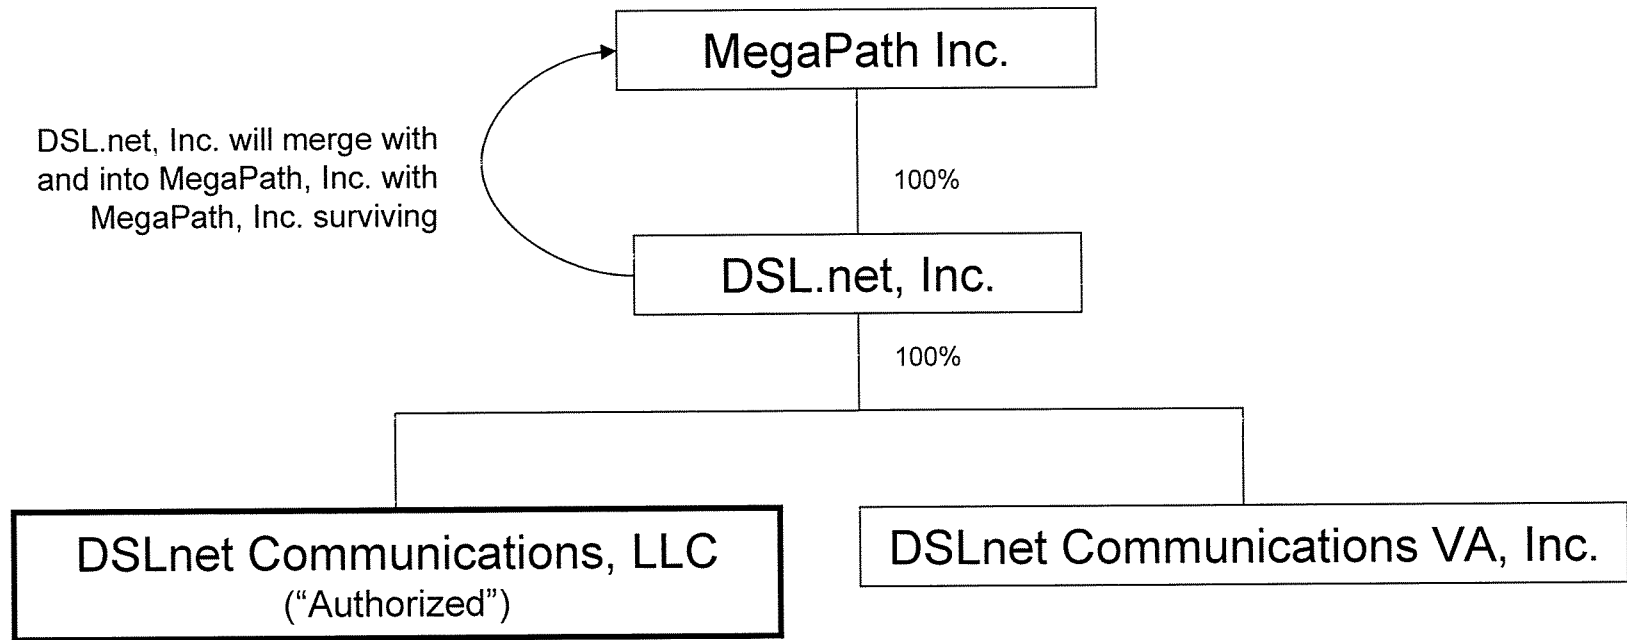 MegaPath Inc.
DSL.net, Inc. will merge with
and into MegaPath, Inc. with
MegaPath, Inc. surviving
100%
DSL.net, Inc.
100%
DSLnet Communications, LLC
(“Authorized”)
DSLnet Communications VA, Inc.